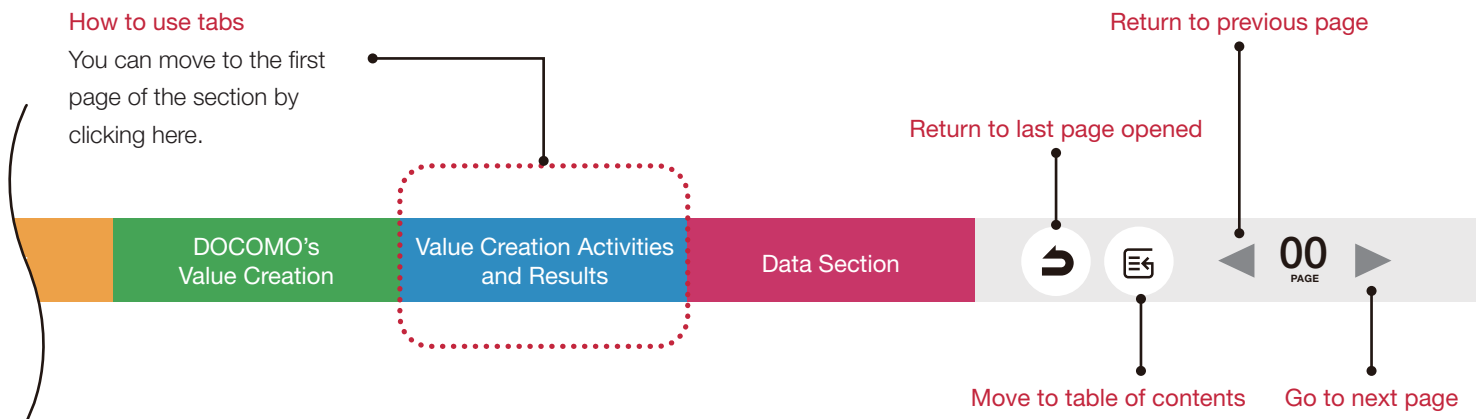 How to use tabs
You can move to the first
page of the section by
clicking here.
Return to previous page
Return to last page opened
DOCOMO's
Value Creation
Value Creation Activities
and Results
Data Section
00
PAGE
Move to table of contents
Go to next page